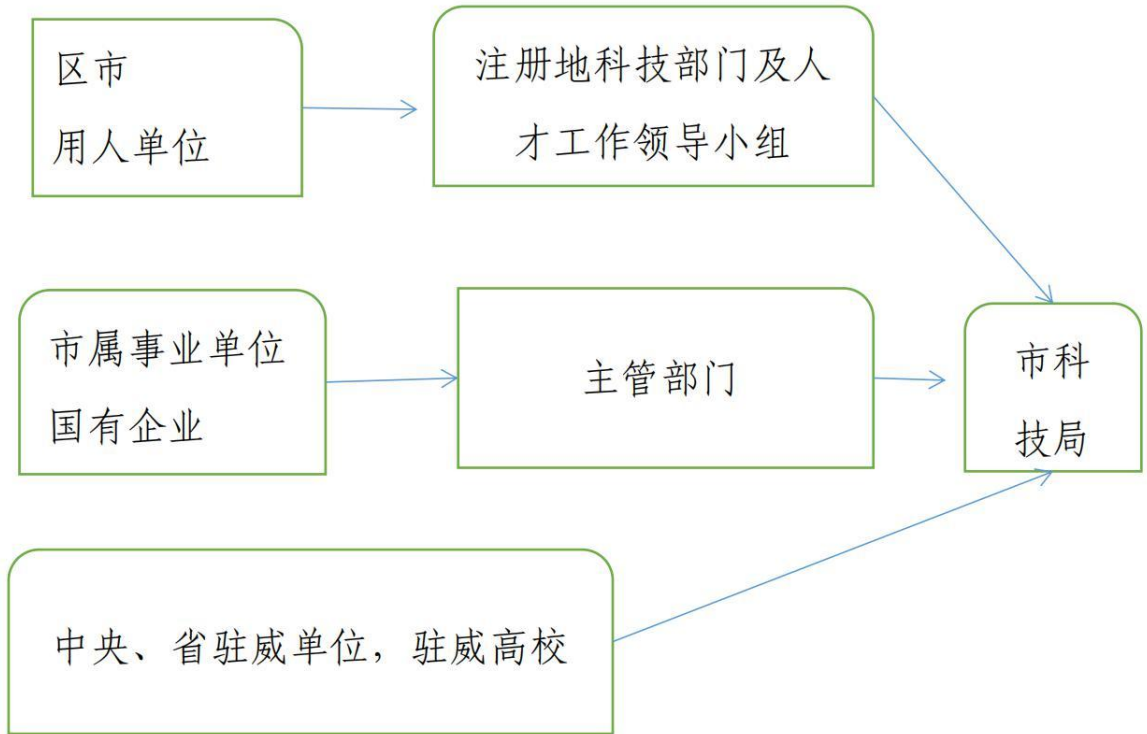 区市
用人单位
注册地科技部门及人
才工作领导小组
市属事业单位
国有企业
主管部门
市科
技局
中央、省驻威单位，驻威高校